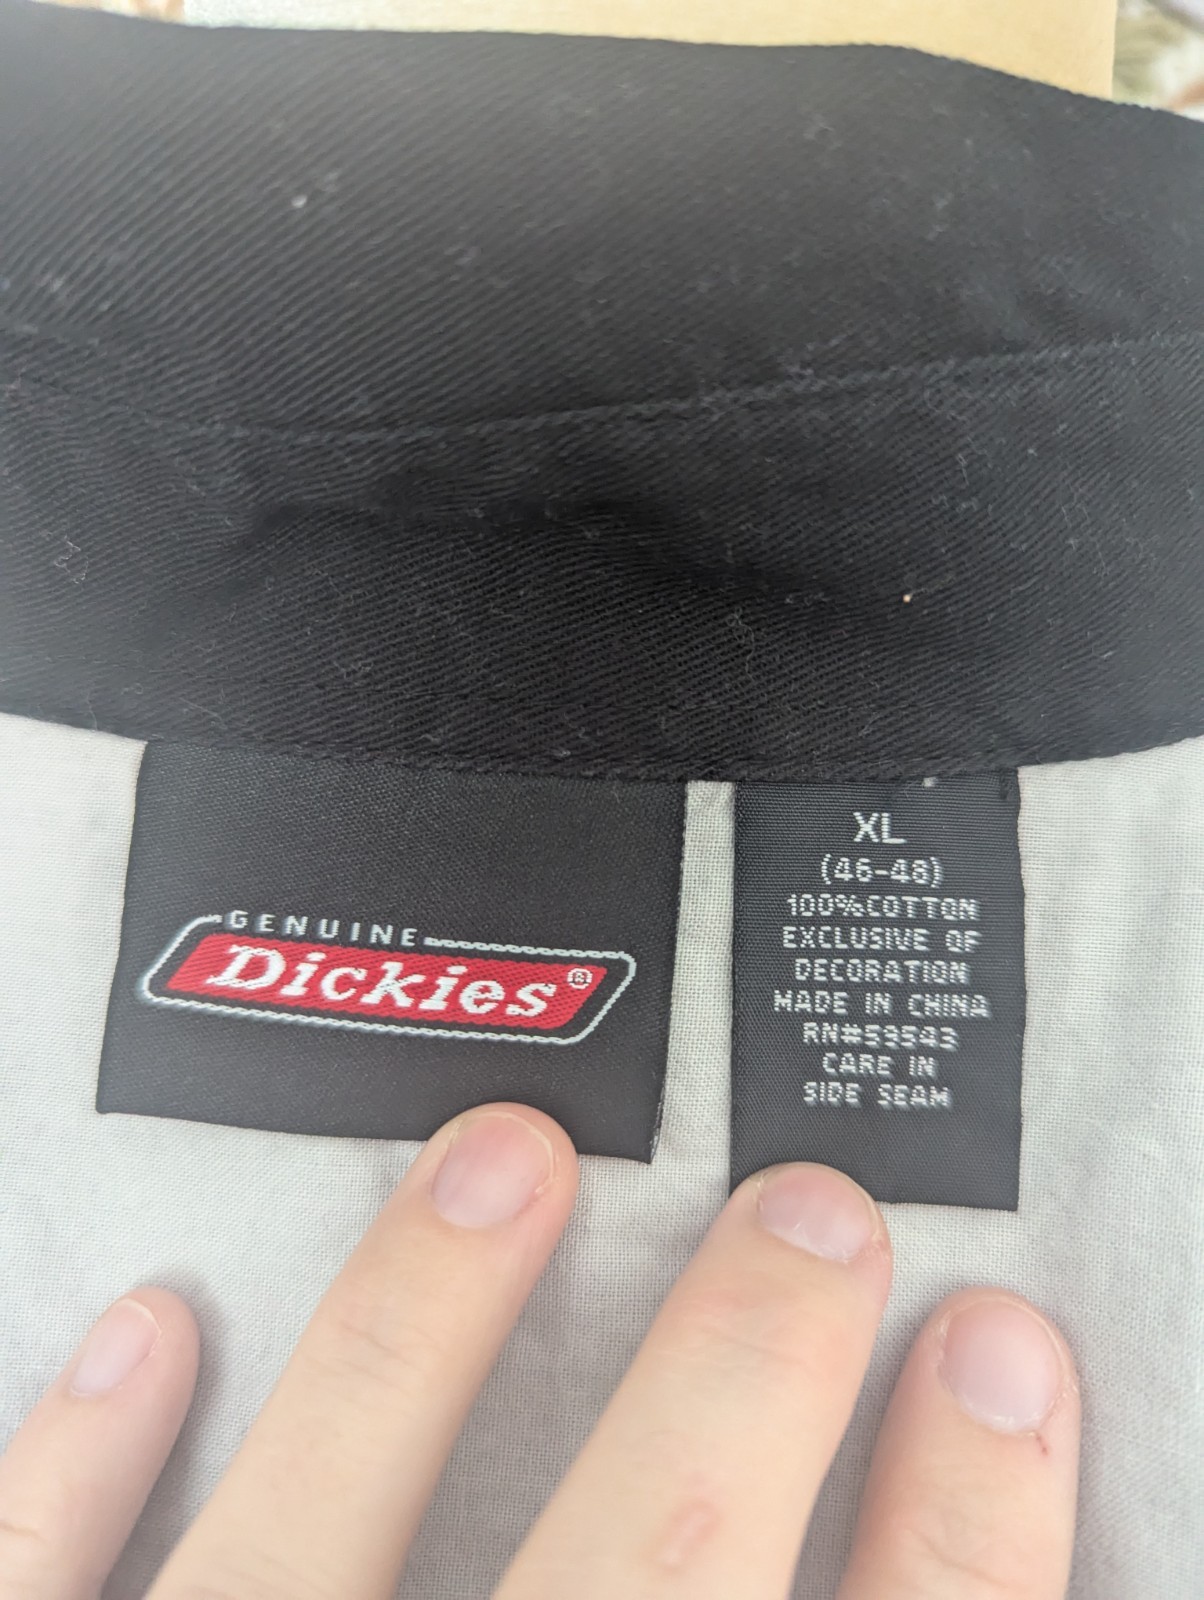 GENUINE
Dickies®
XL
(46-48)
100%COTTON
EXCLUSIVE OF
DECORATION
MADE IN CHINA
RN#53543
CARE IN
SIDE SEAM